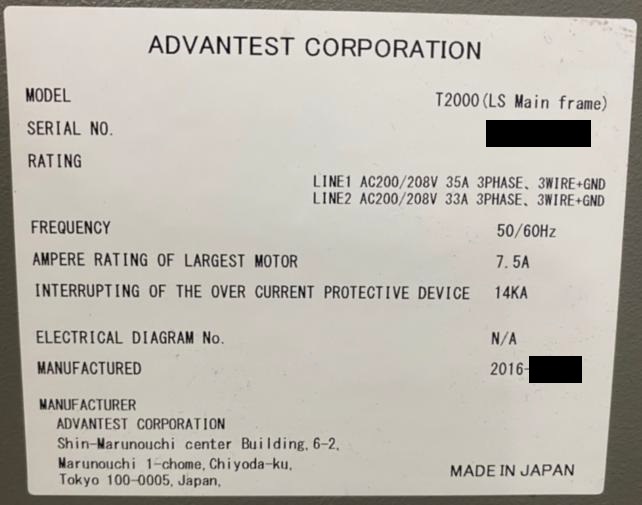 ADVANTEST CORPORATION
MODEL T2000(LS Main frame)
SERIAL NO.
RATING
LINE1 AC200/208V 35A 3PHASE、3WIRE+GND
LINE2 AC200/208V 33A 3PHASE、3WIRE+GND
FREQUENCY 50/60Hz
AMPERE RATING OF LARGEST MOTOR 7.5A
INTERRUPTING OF THE OVER CURRENT PROTECTIVE DEVICE 14KA
ELECTRICAL DIAGRAM No. N/A
MANUFACTURED 2016-
MANUFACTURER
ADVANTEST CORPORATION
Shin-Marunouchi center Building, 6-2,
Marunouchi 1-chome, Chiyoda-ku,
Tokyo 100-0005, Japan,
MADE IN JAPAN